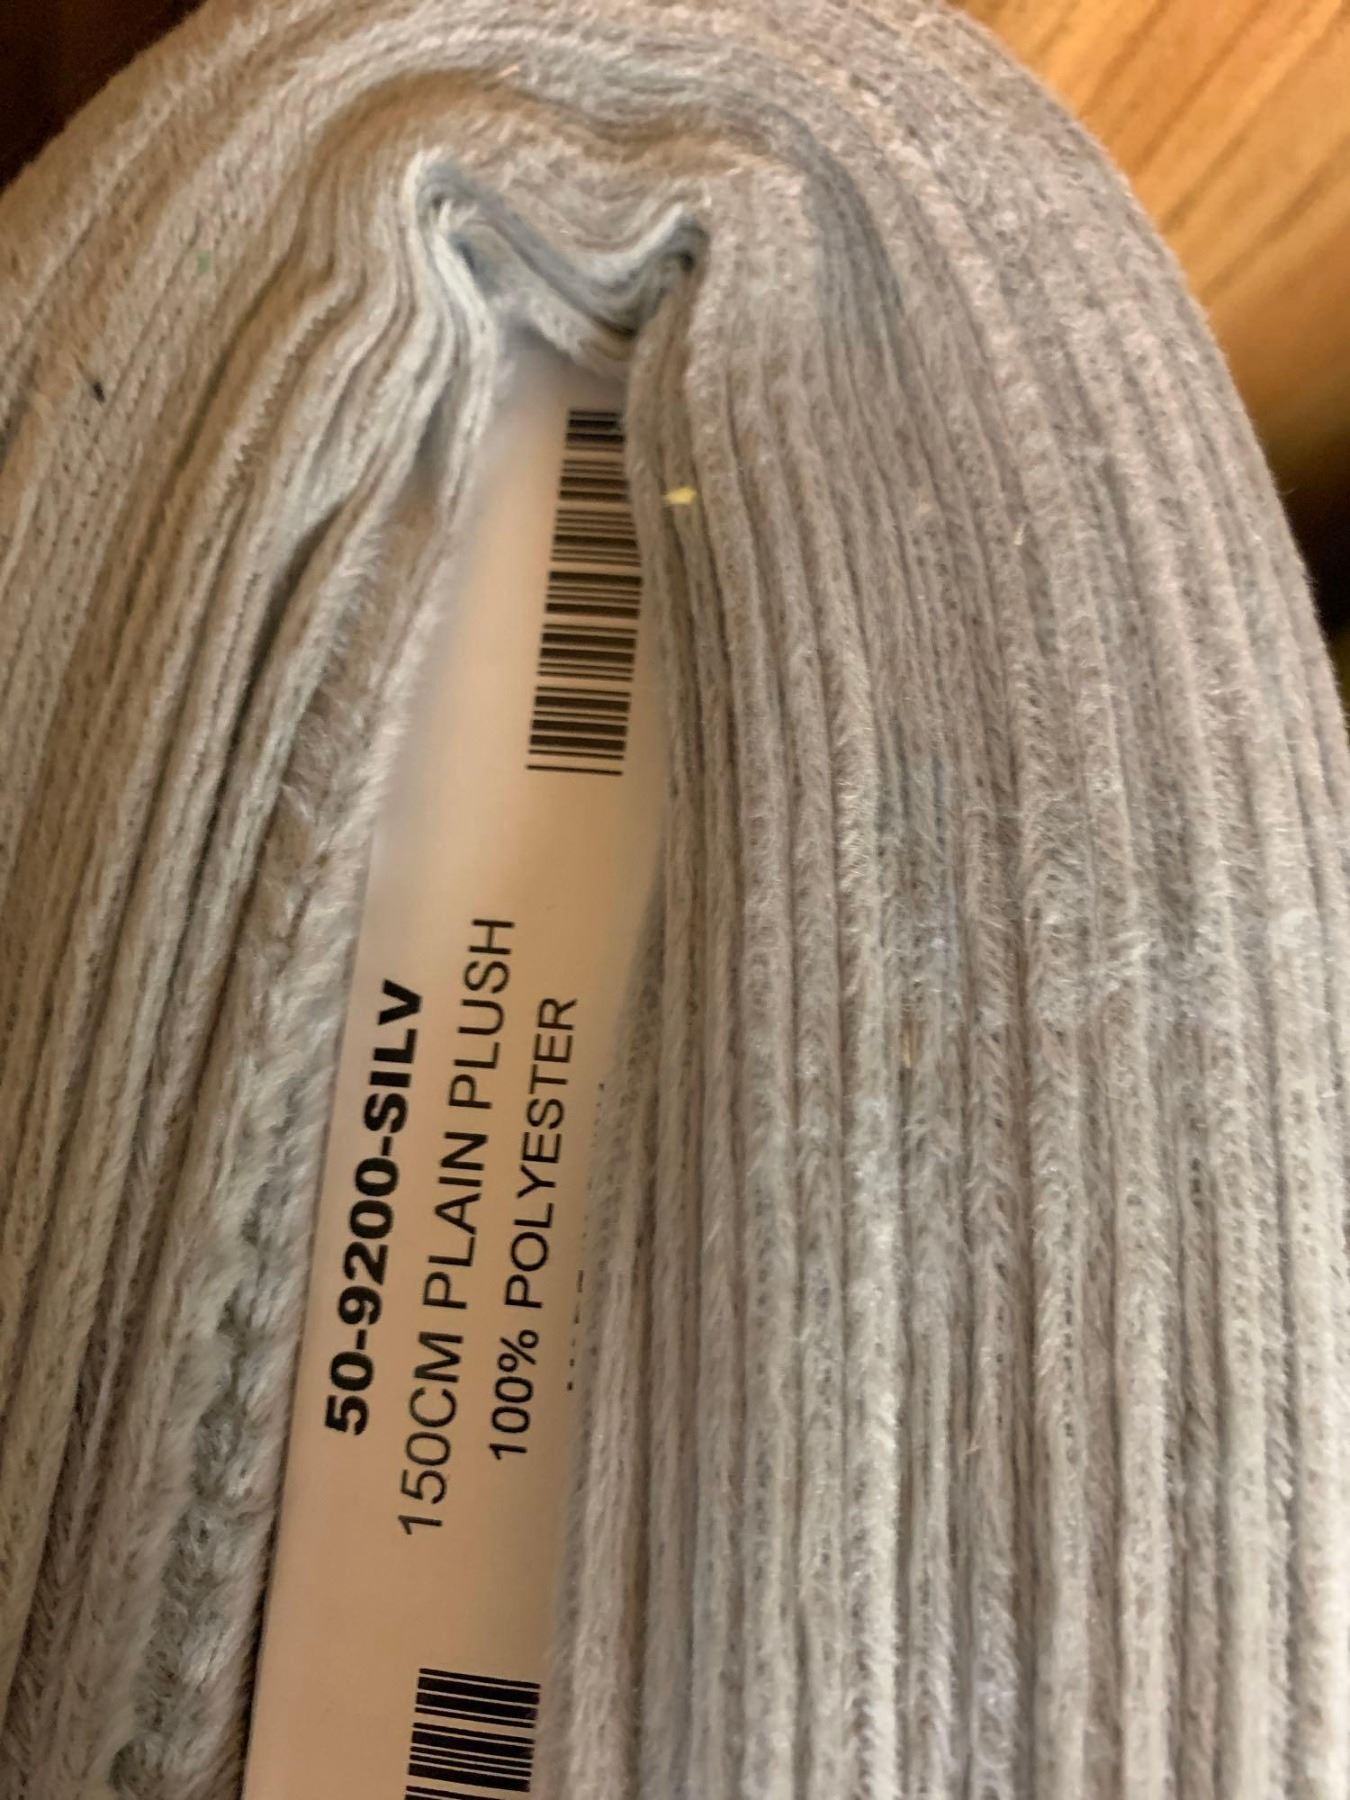 50-9200-SILV
150CM PLAIN PLUSH
100% POLYESTER